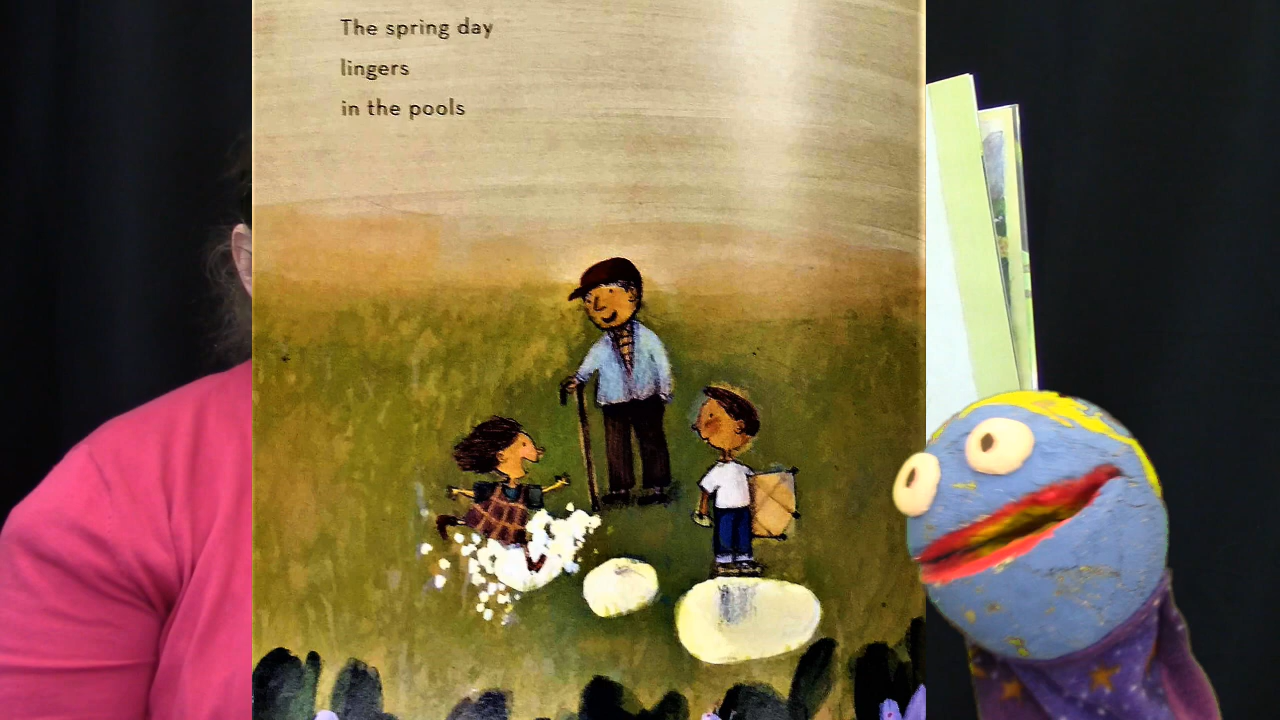 The spring day
lingers
in the pools